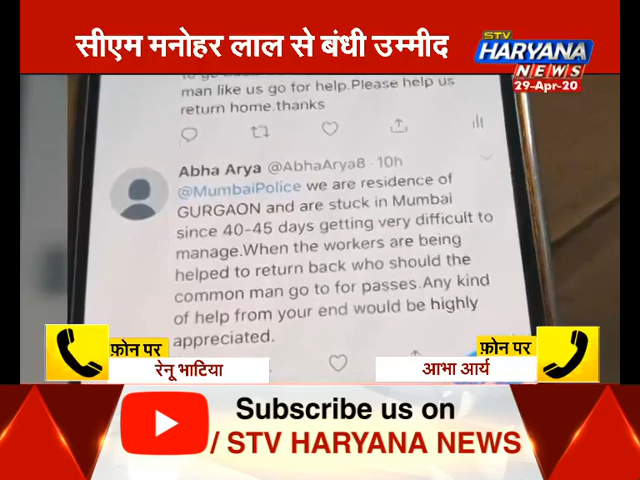 सीएम मनोहर लाल से बंधी उम्मीद
STV
HARYANA
NEWS
29-Apr-20
man like us go for help.Please help us
return home.thanks
Abha Arya @AbhaArya8 · 10h
@MumbaiPolice we are residence of
GURGAON and are stuck in Mumbai
since 40-45 days getting very difficult to
manage.When the workers are being
helped to return back who should the
common man go to for passes.Any kind
of help from your end would be highly
appreciated.
फ़ोन पर
रेनू भाटिया
फ़ोन पर
आभा आर्य
Subscribe us on
/ STV HARYANA NEWS